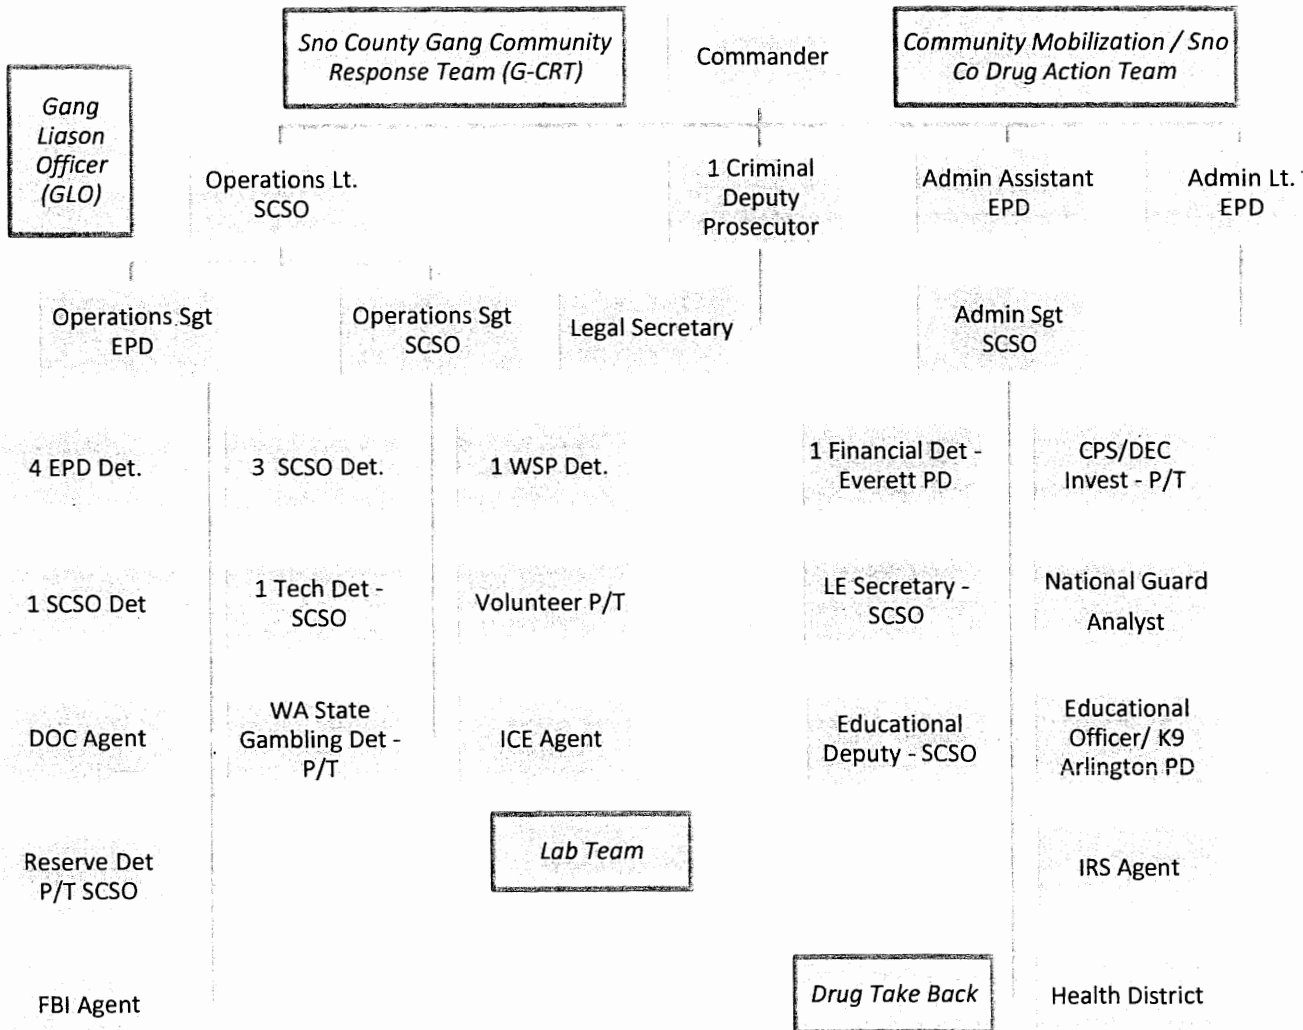 Sno County Gang Community
Response Team (G-CRT)
Commander
Community Mobilization / Sno
Co Drug Action Team
Gang
Liason
Officer
(GLO)
Operations Lt.
SCSO
1 Criminal
Deputy
Prosecutor
Admin Assistant
EPD
Admin Lt.
EPD
Operations Sgt
EPD
Operations Sgt
SCSO
Legal Secretary
Admin Sgt
SCSO
4 EPD Det.
3 SCSO Det.
1 WSP Det.
1 Financial Det -
Everett PD
CPS/DEC
Invest - P/T
1 SCSO Det
1 Tech Det -
SCSO
Volunteer P/T
LE Secretary -
SCSO
National Guard
Analyst
DOC Agent
WA State
Gambling Det -
P/T
ICE Agent
Educational
Deputy - SCSO
Educational
Officer/ K9
Arlington PD
Lab Team
Reserve Det
P/T SCSO
IRS Agent
FBI Agent
Drug Take Back
Health District